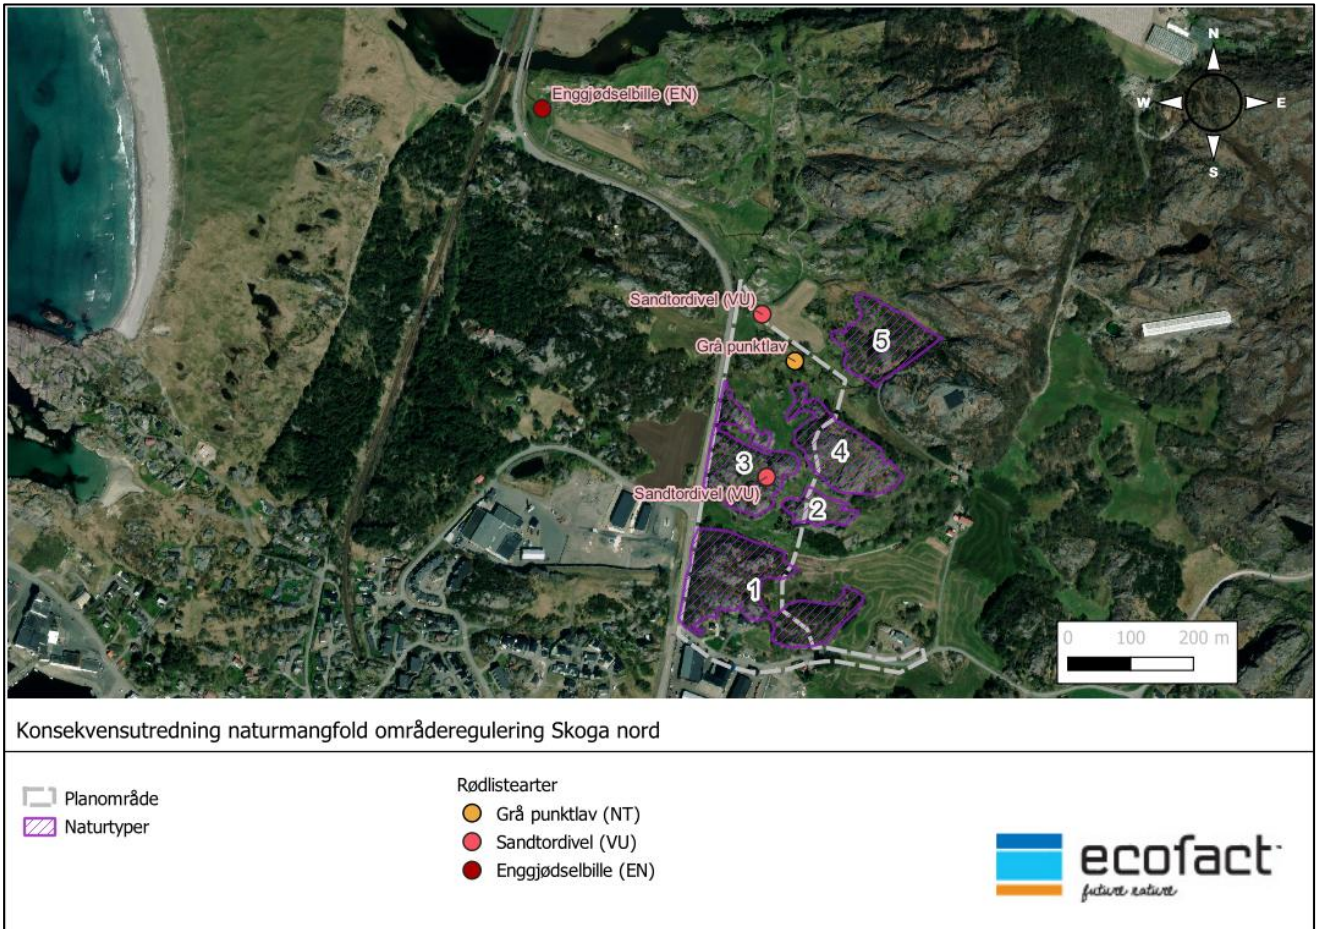 N
W E
S
Enggjødselbille (EN)
Sandtordivel (VU)
Grå punktlav
5
4
3
Sandtordivel (VU)
2
1
0 100 200 m
Konsekvensutredning naturmangfold områderegulering Skoga nord
Planområde
Naturtyper
Rødlistearter
Grå punktlav (NT)
Sandtordivel (VU)
Enggjødselbille (EN)
ecofact
future nature